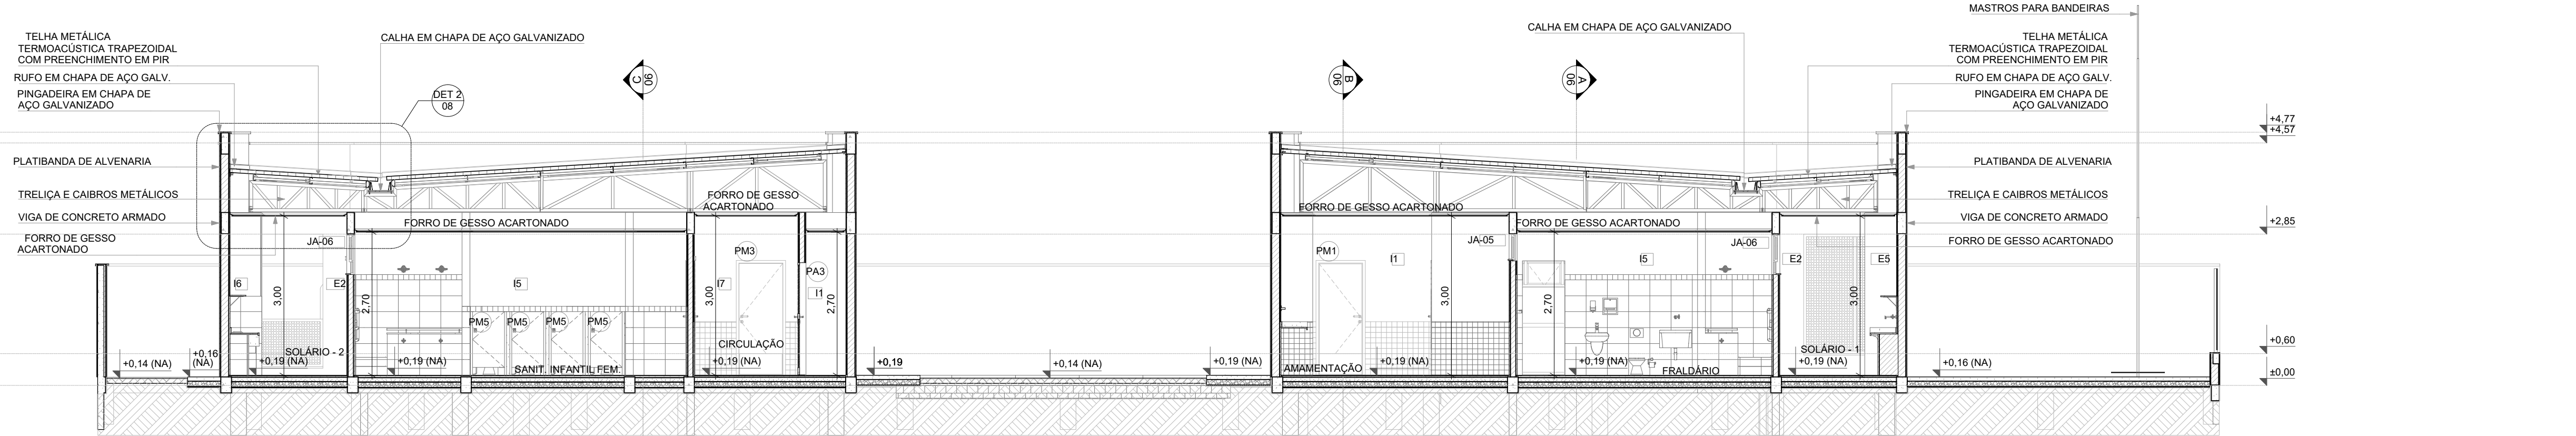 MASTROS PARA BANDEIRAS
TELHA METÁLICA
TERMOACÚSTICA TRAPEZOIDAL
COM PREENCHIMENTO EM PIR
CALHA EM CHAPA DE AÇO GALVANIZADO
CALHA EM CHAPA DE AÇO GALVANIZADO
TELHA METÁLICA
TERMOACÚSTICA TRAPEZOIDAL
COM PREENCHIMENTO EM PIR
RUFO EM CHAPA DE AÇO GALV.
C
06
B
06
A
06
RUFO EM CHAPA DE AÇO GALV.
PINGADEIRA EM CHAPA DE
AÇO GALVANIZADO
DET 2
08
PINGADEIRA EM CHAPA DE
AÇO GALVANIZADO
+4,77
+4,57
PLATIBANDA DE ALVENARIA
PLATIBANDA DE ALVENARIA
TRELIÇA E CAIBROS METÁLICOS
FORRO DE GESSO
ACARTONADO
FORRO DE GESSO ACARTONADO
TRELIÇA E CAIBROS METÁLICOS
VIGA DE CONCRETO ARMADO
FORRO DE GESSO ACARTONADO
FORRO DE GESSO ACARTONADO
VIGA DE CONCRETO ARMADO
+2,85
FORRO DE GESSO
ACARTONADO
JA-06
JA-05
JA-06
FORRO DE GESSO ACARTONADO
PM3
PM1
I1
I5
E2
E5
PA3
I6
E2
I5
I7
I1
3,00
2,70
3,00
2,70
3,00
2,70
3,00
PM5
PM5
PM5
PM5
CIRCULAÇÃO
+0,60
SOLÁRIO - 2
SOLÁRIO - 1
+0,14 (NA)
+0,16
(NA)
+0,19 (NA)
+0,19 (NA)
+0,19 (NA)
+0,19
+0,14 (NA)
+0,19 (NA)
+0,19 (NA)
+0,19 (NA)
+0,19 (NA)
+0,16 (NA)
SANIT. INFANTIL FEM.
AMAMENTAÇÃO
FRALDÁRIO
±0,00